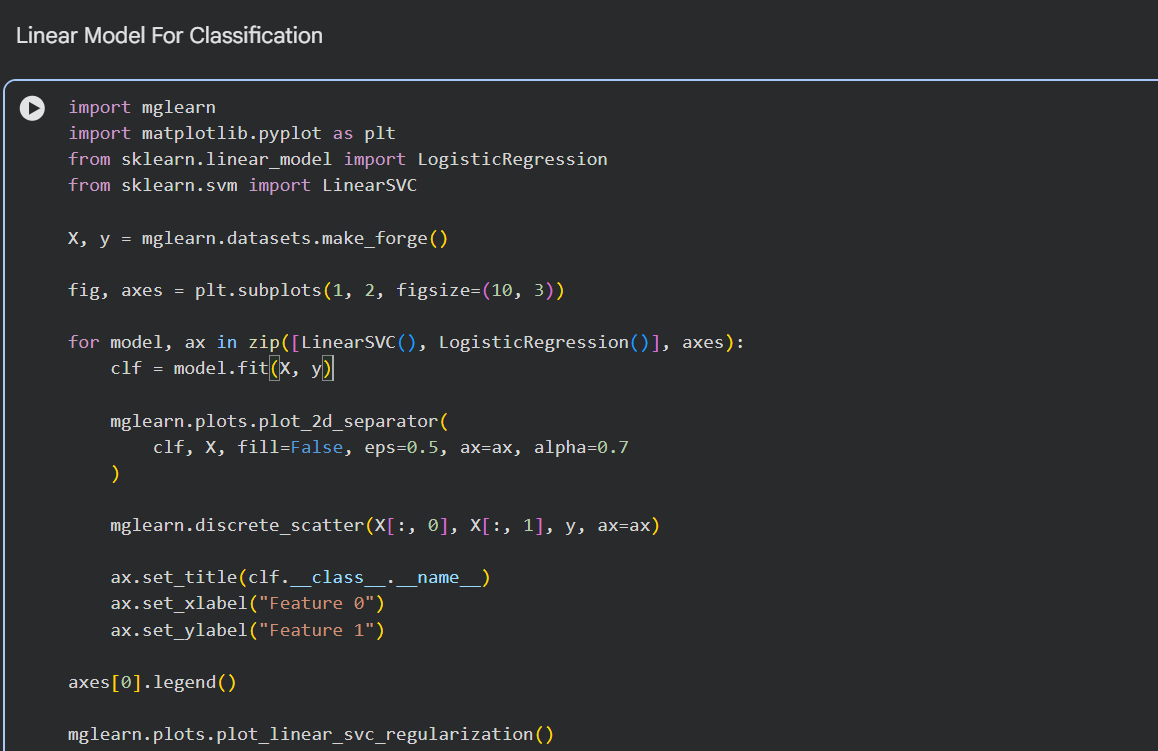 Linear Model For Classification
import mglearn
import matplotlib.pyplot as plt
from sklearn.linear_model import LogisticRegression
from sklearn.svm import LinearSVC
X, y = mglearn.datasets.make_forge()
fig, axes = plt.subplots(1, 2, figsize=(10, 3))
for model, ax in zip([LinearSVC(), LogisticRegression()], axes):
    clf = model.fit(X, y)
    mglearn.plots.plot_2d_separator(
        clf, X, fill=False, eps=0.5, ax=ax, alpha=0.7
    )
    mglearn.discrete_scatter(X[:, 0], X[:, 1], y, ax=ax)
    ax.set_title(clf.__class__.__name__)
    ax.set_xlabel("Feature 0")
    ax.set_ylabel("Feature 1")
axes[0].legend()
mglearn.plots.plot_linear_svc_regularization()